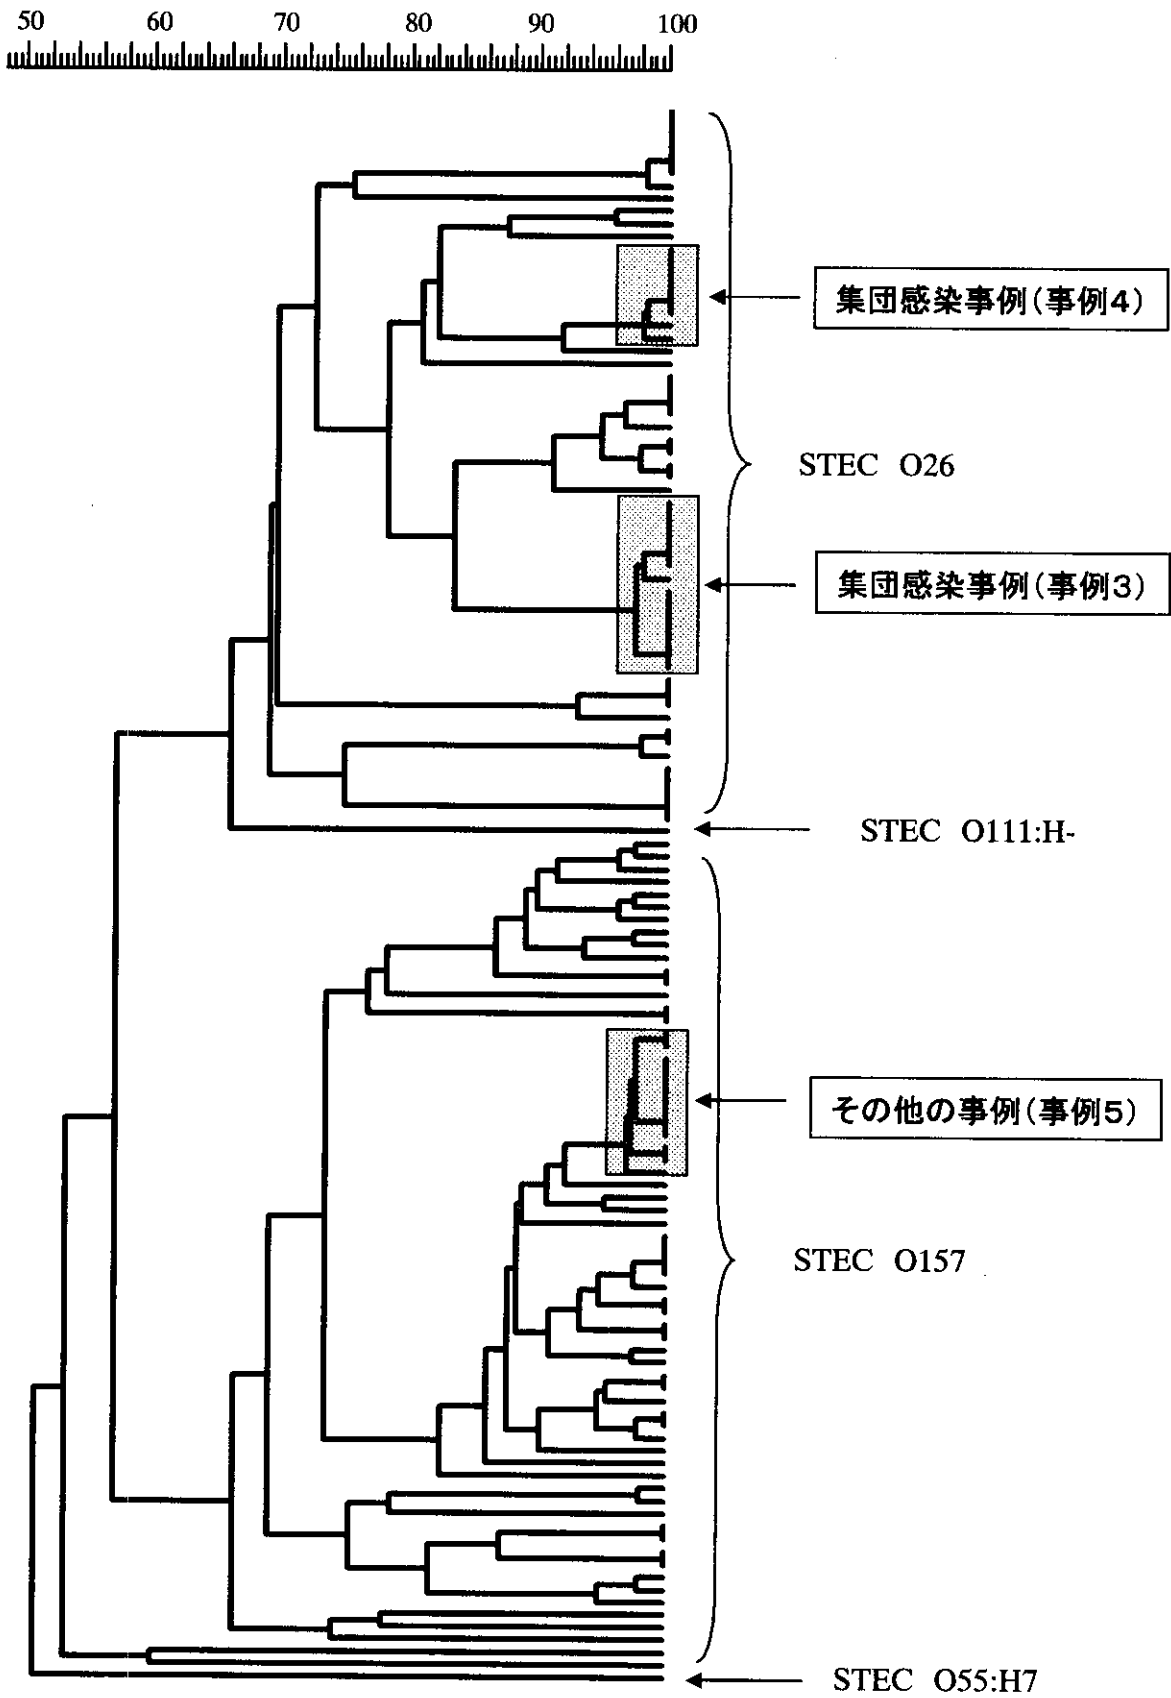 50 60 70 80 90 100
集団感染事例(事例4)
STEC O26
集団感染事例(事例3)
STEC O111:H-
その他の事例(事例5)
STEC O157
STEC O55:H7